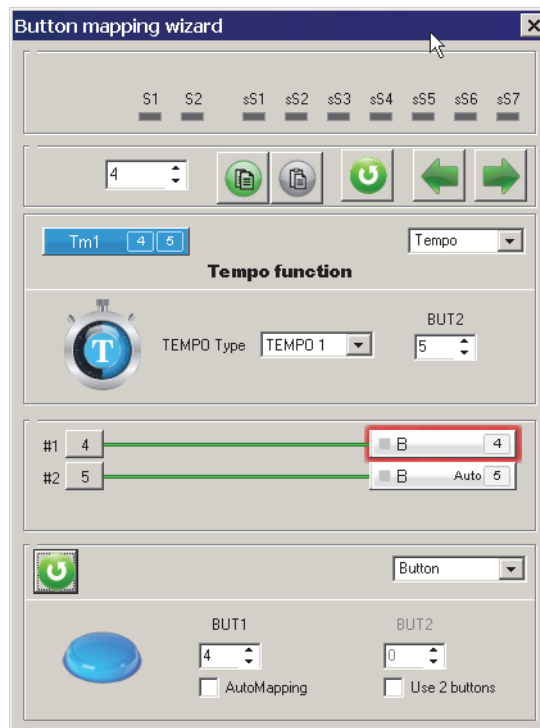 Button mapping wizard
S1 S2 sS1 sS2 sS3 sS4 sS5 sS6 sS7
4
Tm1 4 5 Tempo
Tempo function
BUT2
T TEMPO Type TEMPO 1 5
#1 4 B 4
#2 5 B Auto 5
Button
BUT1 BUT2
4 0
AutoMapping Use 2 buttons